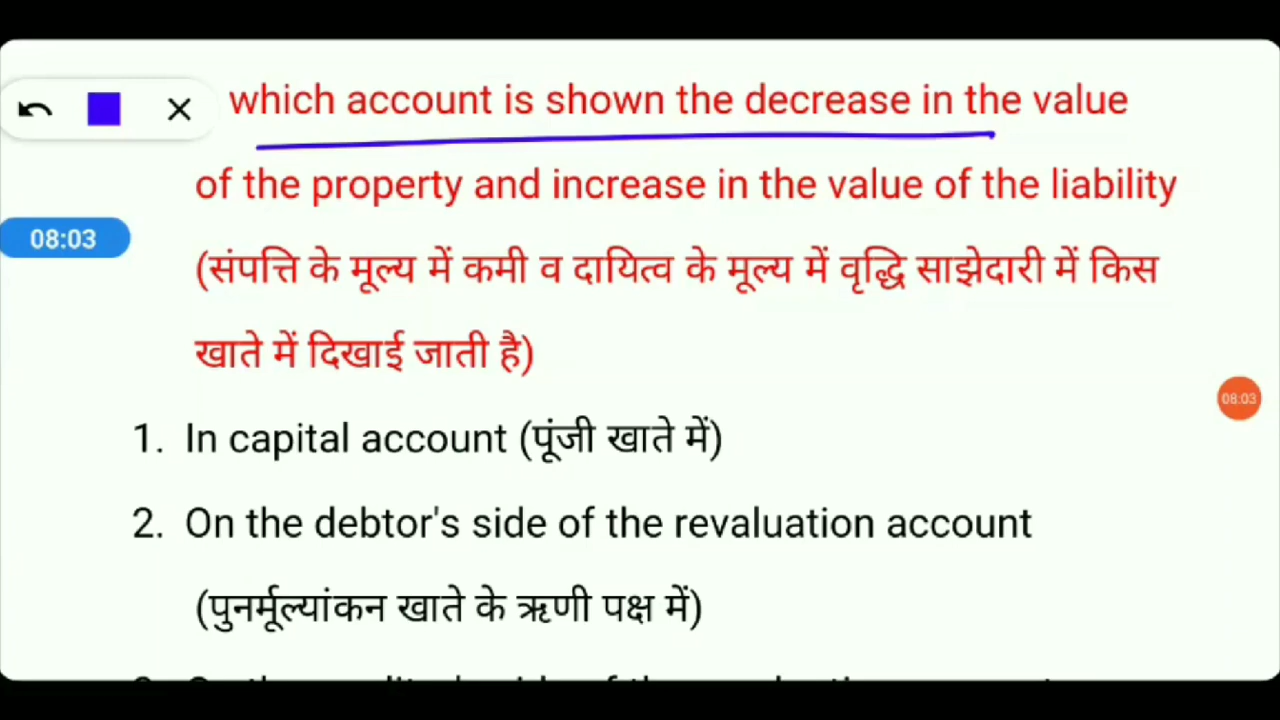 which account is shown the decrease in the value
of the property and increase in the value of the liability
08:03
(संपत्ति के मूल्य में कमी व दायित्व के मूल्य में वृद्धि साझेदारी में किस
खाते में दिखाई जाती है)
08:03
1. In capital account (पूंजी खाते में)
2. On the debtor's side of the revaluation account
(पुनर्मूल्यांकन खाते के ऋणी पक्ष में)